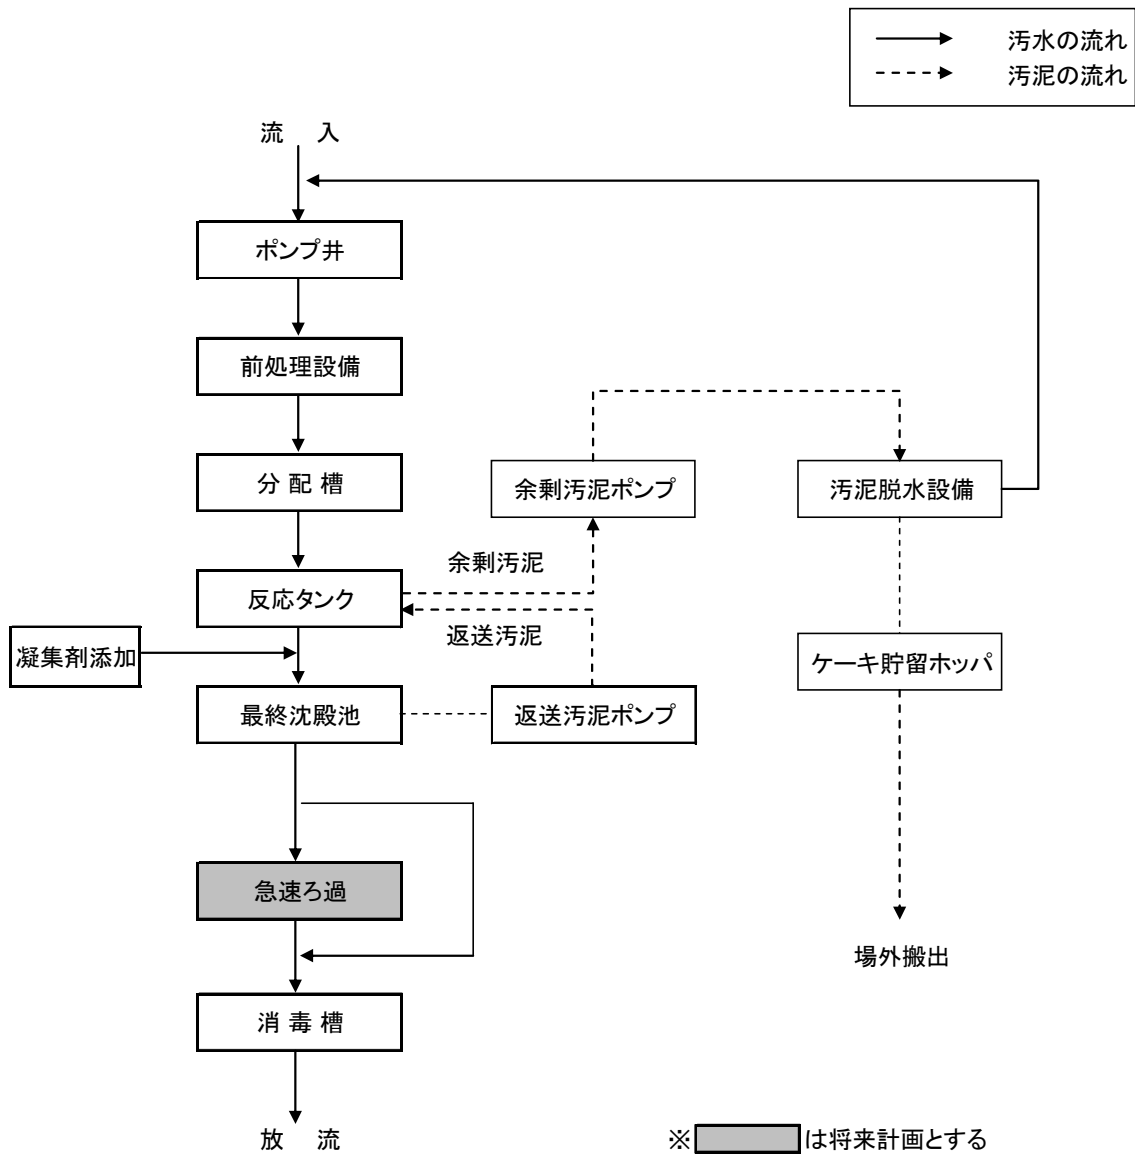 汚水の流れ
汚泥の流れ
流 入
ポンプ井
前処理設備
分 配 槽
余剰汚泥ポンプ
汚泥脱水設備
余剰汚泥
反応タンク
返送汚泥
凝集剤添加
ケーキ貯留ホッパ
最終沈殿池
返送汚泥ポンプ
急速ろ過
場外搬出
消 毒 槽
放 流
※ は将来計画とする